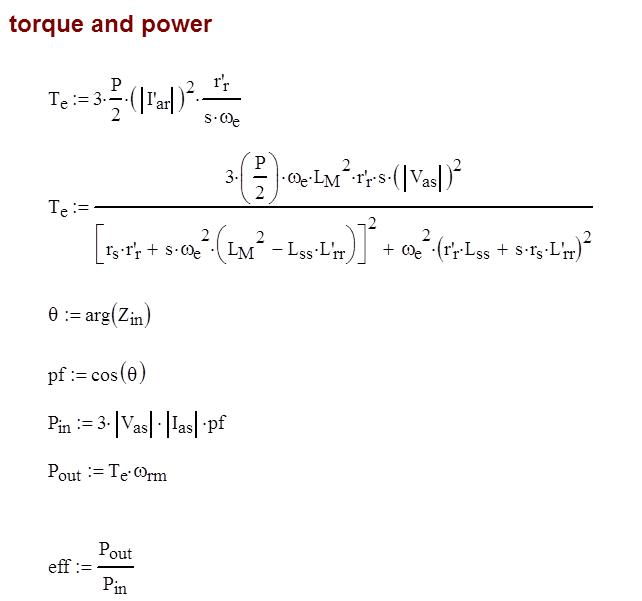 torque and power
Te := 3·P/2·(|I'ar|)²·r'r/(s·ωe)
Te := 3·(P/2)·ωe·LM²·r'r·s·(|Vas|)² / ([rs·r'r + s·ωe²·(LM² − Lss·L'rr)]² + ωe²·(r'r·Lss + s·rs·L'rr)²)
θ := arg(Zin)
pf := cos(θ)
Pin := 3·|Vas|·|Ias|·pf
Pout := Te·ωrm
eff := Pout/Pin